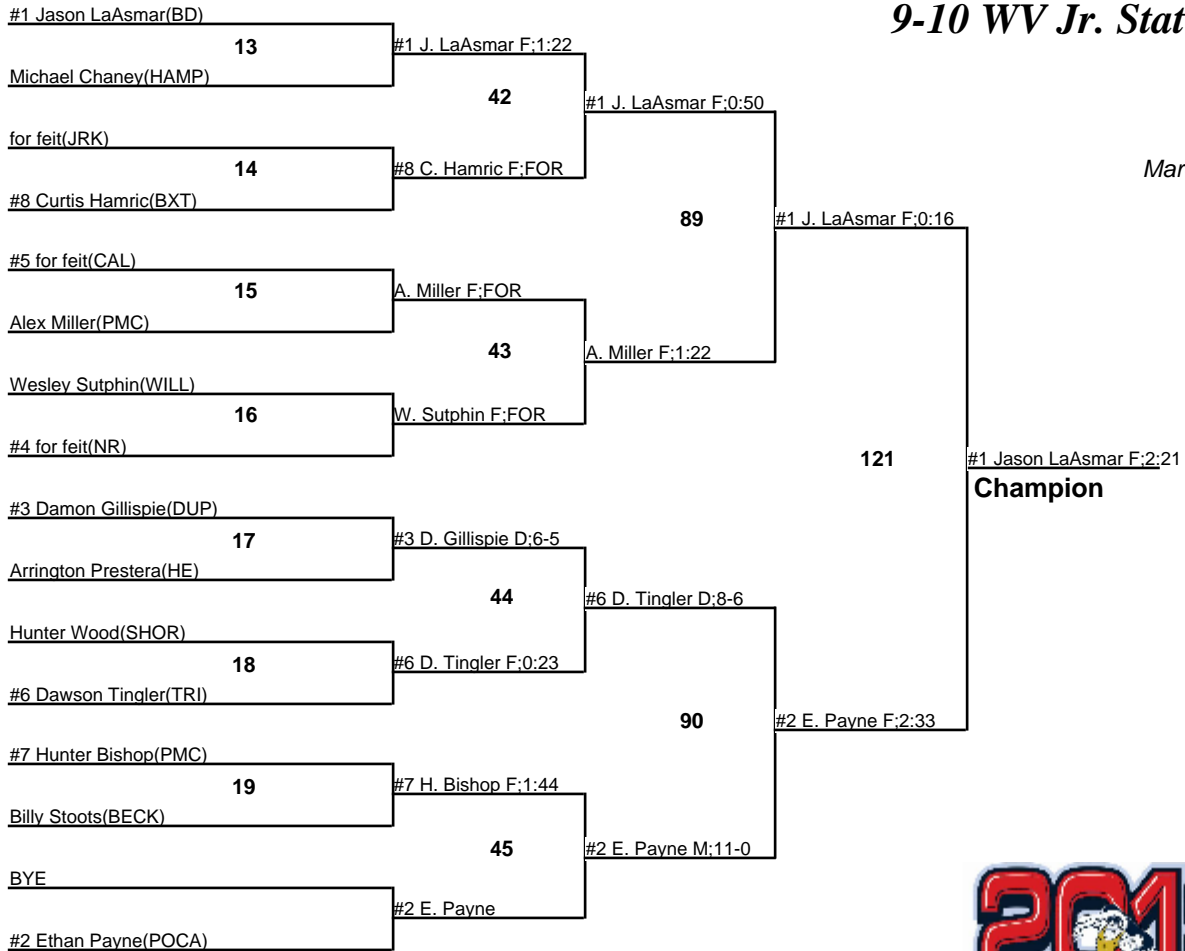 9-10 WV Jr. Stat
Mar
#1 Jason LaAsmar(BD)
13
Michael Chaney(HAMP)
#1 J. LaAsmar F;1:22
42
for feit(JRK)
14
#8 Curtis Hamric(BXT)
#8 C. Hamric F;FOR
#1 J. LaAsmar F;0:50
89
#5 for feit(CAL)
15
Alex Miller(PMC)
A. Miller F;FOR
43
Wesley Sutphin(WILL)
16
#4 for feit(NR)
W. Sutphin F;FOR
A. Miller F;1:22
#1 J. LaAsmar F;0:16
121
#1 Jason LaAsmar F;2:21
Champion
#3 Damon Gillispie(DUP)
17
Arrington Prestera(HE)
#3 D. Gillispie D;6-5
44
Hunter Wood(SHOR)
18
#6 Dawson Tingler(TRI)
#6 D. Tingler F;0:23
#6 D. Tingler D;8-6
90
#2 E. Payne F;2:33
#7 Hunter Bishop(PMC)
19
Billy Stoots(BECK)
#7 H. Bishop F;1:44
45
#2 E. Payne M;11-0
BYE
#2 E. Payne
#2 Ethan Payne(POCA)
201